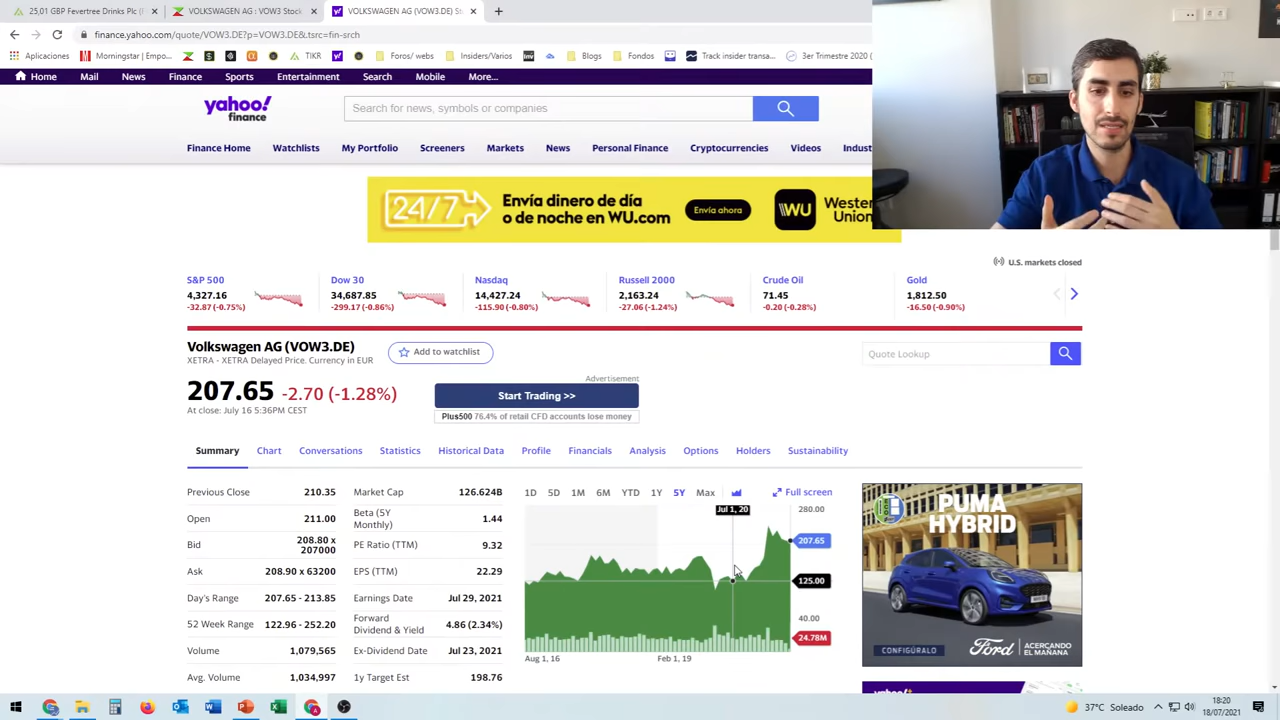 25,01 GBP Fevertree Drinks Plc (
Volkswagen AG (VOW3) Stock
VOLKSWAGEN AG (VOW3.DE) St
finance.yahoo.com/quote/VOW3.DE?p=VOW3.DE&.tsrc=fin-srch
Aplicaciones
Morningstar | Empo...
TIKR
Foros/ webs
Insiders/Varios
tmv
Blogs
Fondos
Track insider transa...
3er Trimestre 2020 (
Home Mail News Finance Sports Entertainment Search Mobile More...
yahoo!
finance
Search for news, symbols or companies
Finance Home Watchlists My Portfolio Screeners Markets News Personal Finance Cryptocurrencies Videos Indust
24/7
Envía dinero de día
o de noche en WU.com
Envía ahora
WU
Weste
Union
U.S. markets closed
S&P 500 Dow 30 Nasdaq Russell 2000 Crude Oil Gold
4,327.16 34,687.85 14,427.24 2,163.24 71.45 1,812.50
-32.87 (-0.75%) -299.17 (-0.86%) -115.90 (-0.80%) -27.06 (-1.24%) -0.20 (-0.28%) -16.50 (-0.90%)
Volkswagen AG (VOW3.DE)
XETRA - XETRA Delayed Price. Currency in EUR
Add to watchlist
Quote Lookup
207.65 -2.70 (-1.28%)
At close: July 16 5:36PM CEST
Advertisement
Start Trading >>
Plus500 76.4% of retail CFD accounts lose money
Summary Chart Conversations Statistics Historical Data Profile Financials Analysis Options Holders Sustainability
Previous Close 210.35
Open 211.00
Bid 208.80 x
207000
Ask 208.90 x 63200
Day's Range 207.65 - 213.85
52 Week Range 122.96 - 252.20
Volume 1,079,565
Avg. Volume 1,034,997
Market Cap 126.624B
Beta (5Y
Monthly) 1.44
PE Ratio (TTM) 9.32
EPS (TTM) 22.29
Earnings Date Jul 29, 2021
Forward
Dividend & Yield 4.86 (2.34%)
Ex-Dividend Date Jul 23, 2021
1y Target Est 198.76
1D 5D 1M 6M YTD 1Y 5Y Max
Full screen
Jul 1, 20
280.00
207.65
125.00
40.00
24.78M
Aug 1, 16 Feb 1, 19
PUMA
HYBRID
CONFIGÚRALO
Ford
ACERCANDO
EL MAÑANA
yahoo!
37°C Soleado
18:20
18/07/2021